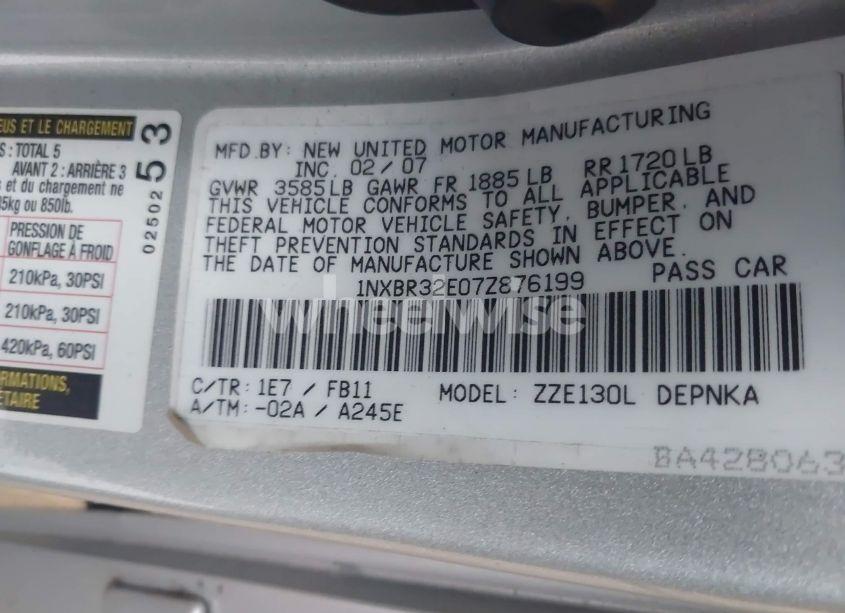 EUS ET LE CHARGEMENT
S : TOTAL 5
AVANT 2 : ARRIÈRE 3
s et du chargement ne
5kg ou 850lb.
PRESSION DE
GONFLAGE À FROID
210kPa, 30PSI
210kPa, 30PSI
420kPa, 60PSI
ORMATIONS,
ÉTAIRE
0250253
MFD.BY: NEW UNITED MOTOR MANUFACTURING
INC. 02/07
GVWR 3585LB GAWR FR 1885LB RR 1720LB
THIS VEHICLE CONFORMS TO ALL APPLICABLE
FEDERAL MOTOR VEHICLE SAFETY, BUMPER, AND
THEFT PREVENTION STANDARDS IN EFFECT ON
THE DATE OF MANUFACTURE SHOWN ABOVE.
1NXBR32E07Z876199 PASS CAR
wheelwise
C/TR: 1E7 / FB11 MODEL: ZZE130L DEPNKA
A/TM: -02A / A245E
BA428063